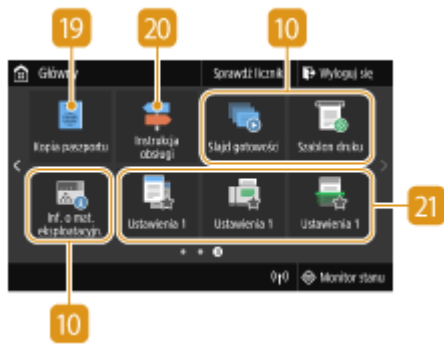 19
20
10
Główny
Sprawdź licznik
Wyloguj się
Kopia paszportu
Instrukcja
obsługi
Slajd gotowości
Szablon druku
21
Inf. o mat.
eksploatacyjn.
Ustawienia 1
Ustawienia 1
Ustawienia 1
Monitor stanu
10